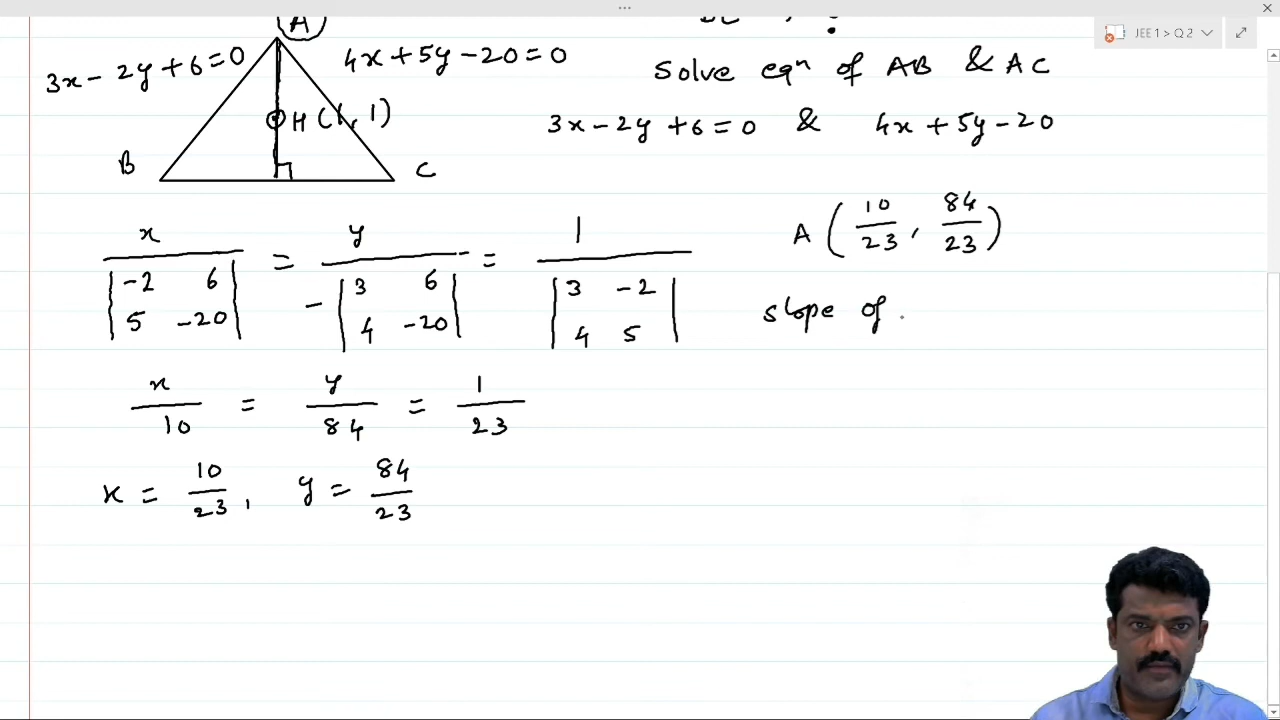 JEE 1 > Q.2
A
3x - 2y + 6 = 0
4x + 5y - 20 = 0
Solve eqn of AB & AC
H (1, 1)
3x - 2y + 6 = 0 & 4x + 5y - 20
B
C
A (10/23, 84/23)
x / |-2 6; 5 -20| = y / -|3 6; 4 -20| = 1 / |3 -2; 4 5|
slope of
x/10 = y/84 = 1/23
x = 10/23, y = 84/23